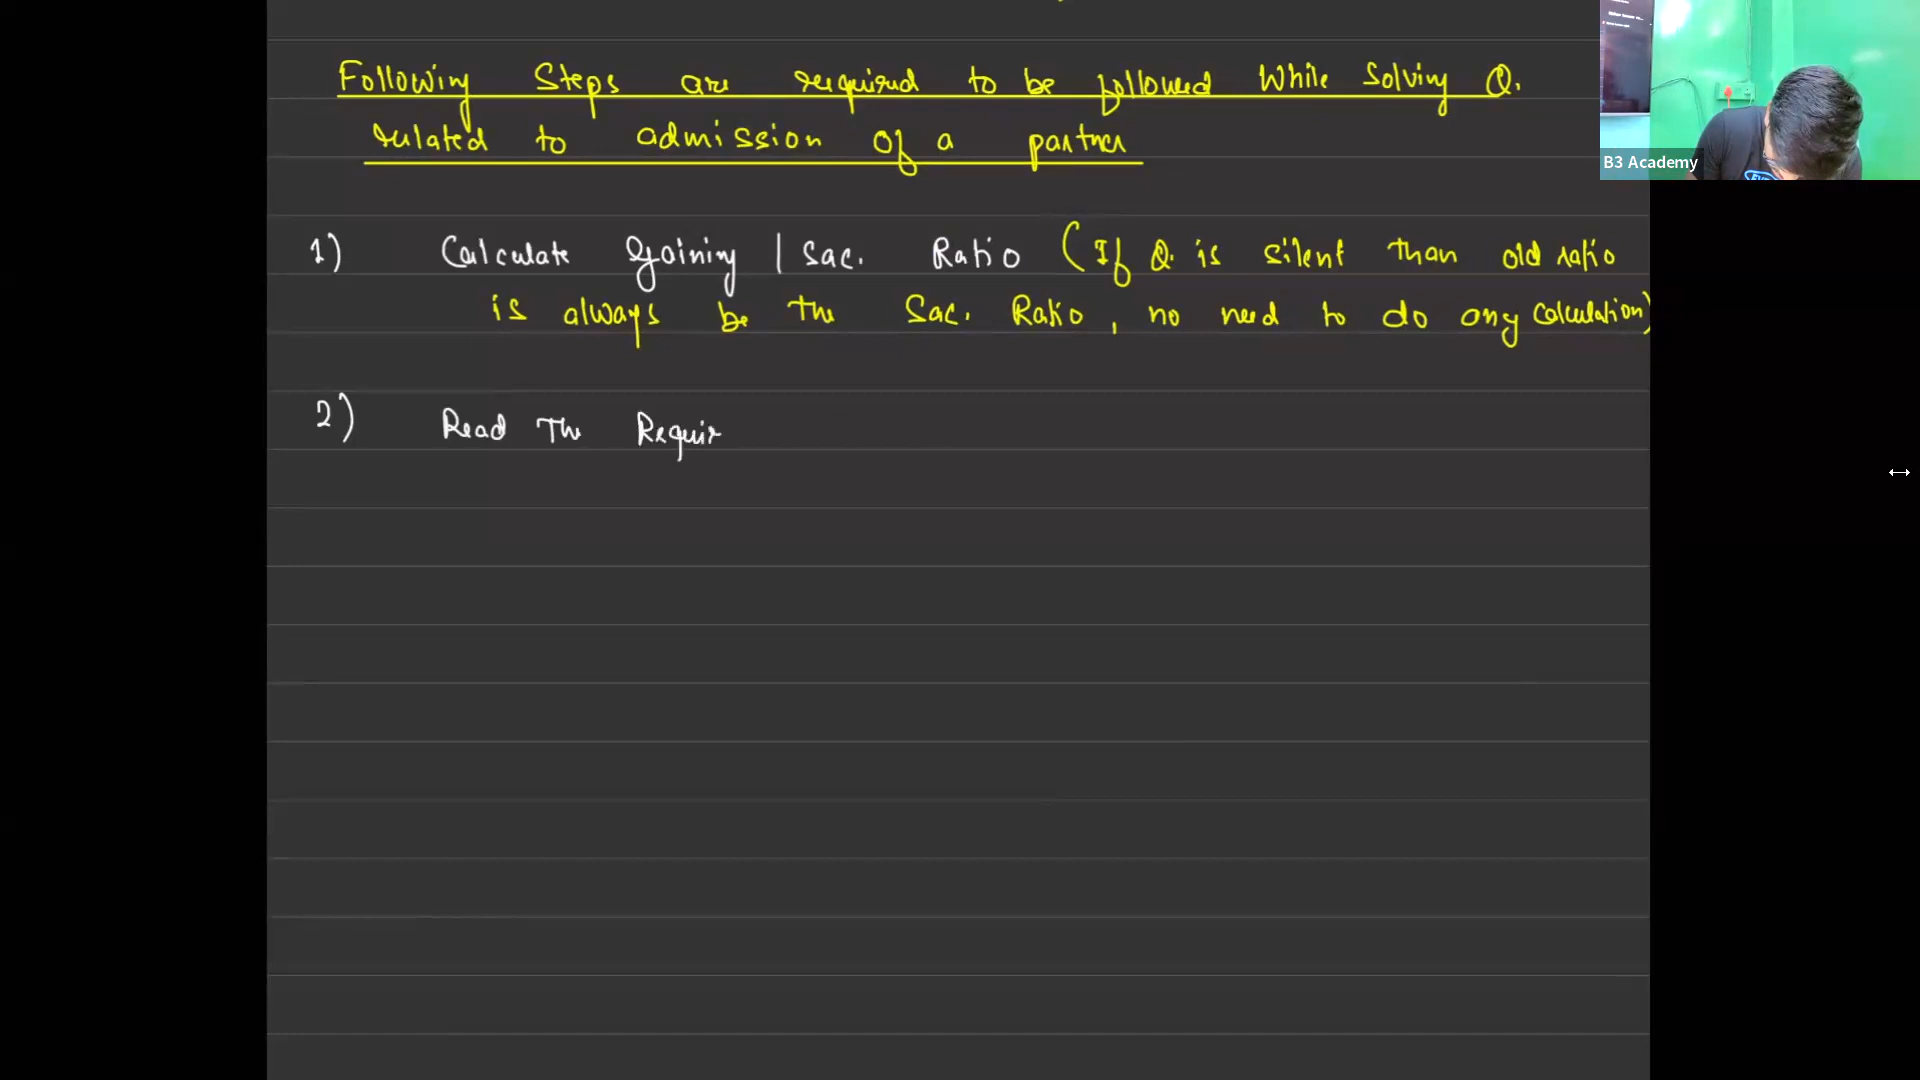 Following Steps are required to be followed While Solving Q.
related to admission of a partner
1) Calculate Gaining | Sac. Ratio (If Q. is silent than old ratio
is always be the Sac. Ratio, no need to do any calculation)
2) Read The Requir
B3 Academy